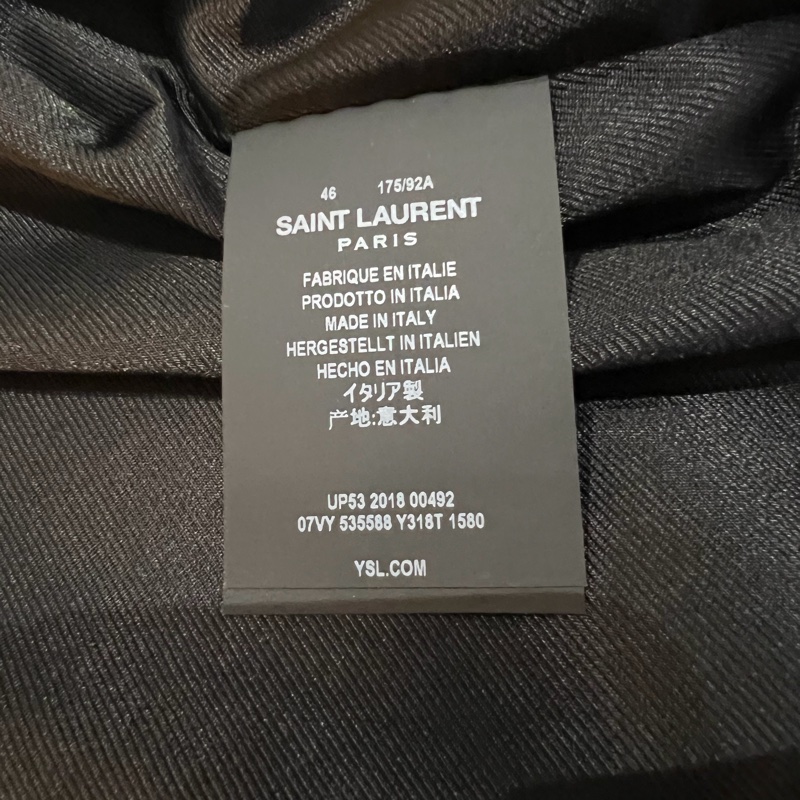 46 175/92A
SAINT LAURENT
PARIS
FABRIQUE EN ITALIE
PRODOTTO IN ITALIA
MADE IN ITALY
HERGESTELLT IN ITALIEN
HECHO EN ITALIA
イタリア製
产地:意大利
UP53 2018 00492
07VY 535588 Y318T 1580
YSL.COM